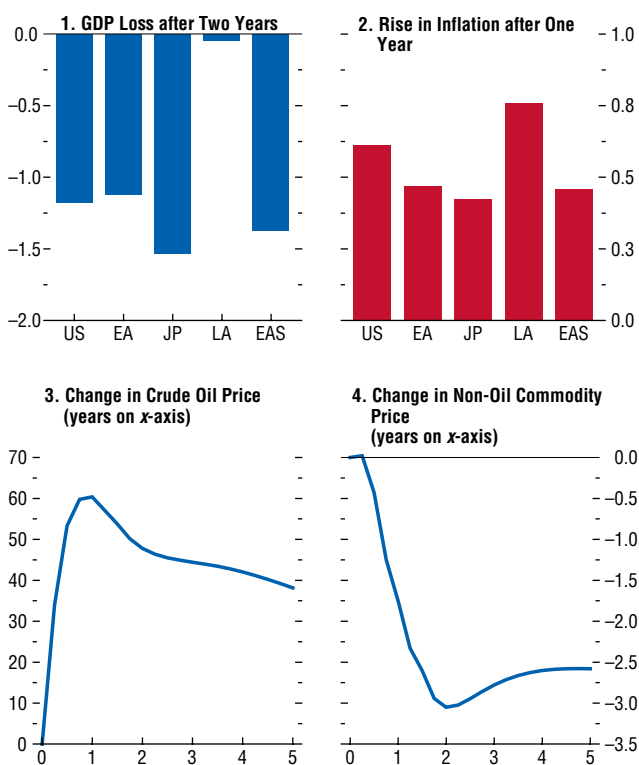 1. GDP Loss after Two Years
0.0
–0.5
–1.0
–1.5
–2.0
US EA JP LA EAS
2. Rise in Inflation after One
Year
1.0
0.8
0.5
0.3
0.0
US EA JP LA EAS
3. Change in Crude Oil Price
(years on x-axis)
70
60
50
40
30
20
10
0
0 1 2 3 4 5
4. Change in Non-Oil Commodity
Price
(years on x-axis)
0.0
–0.5
–1.0
–1.5
–2.0
–2.5
–3.0
–3.5
0 1 2 3 4 5